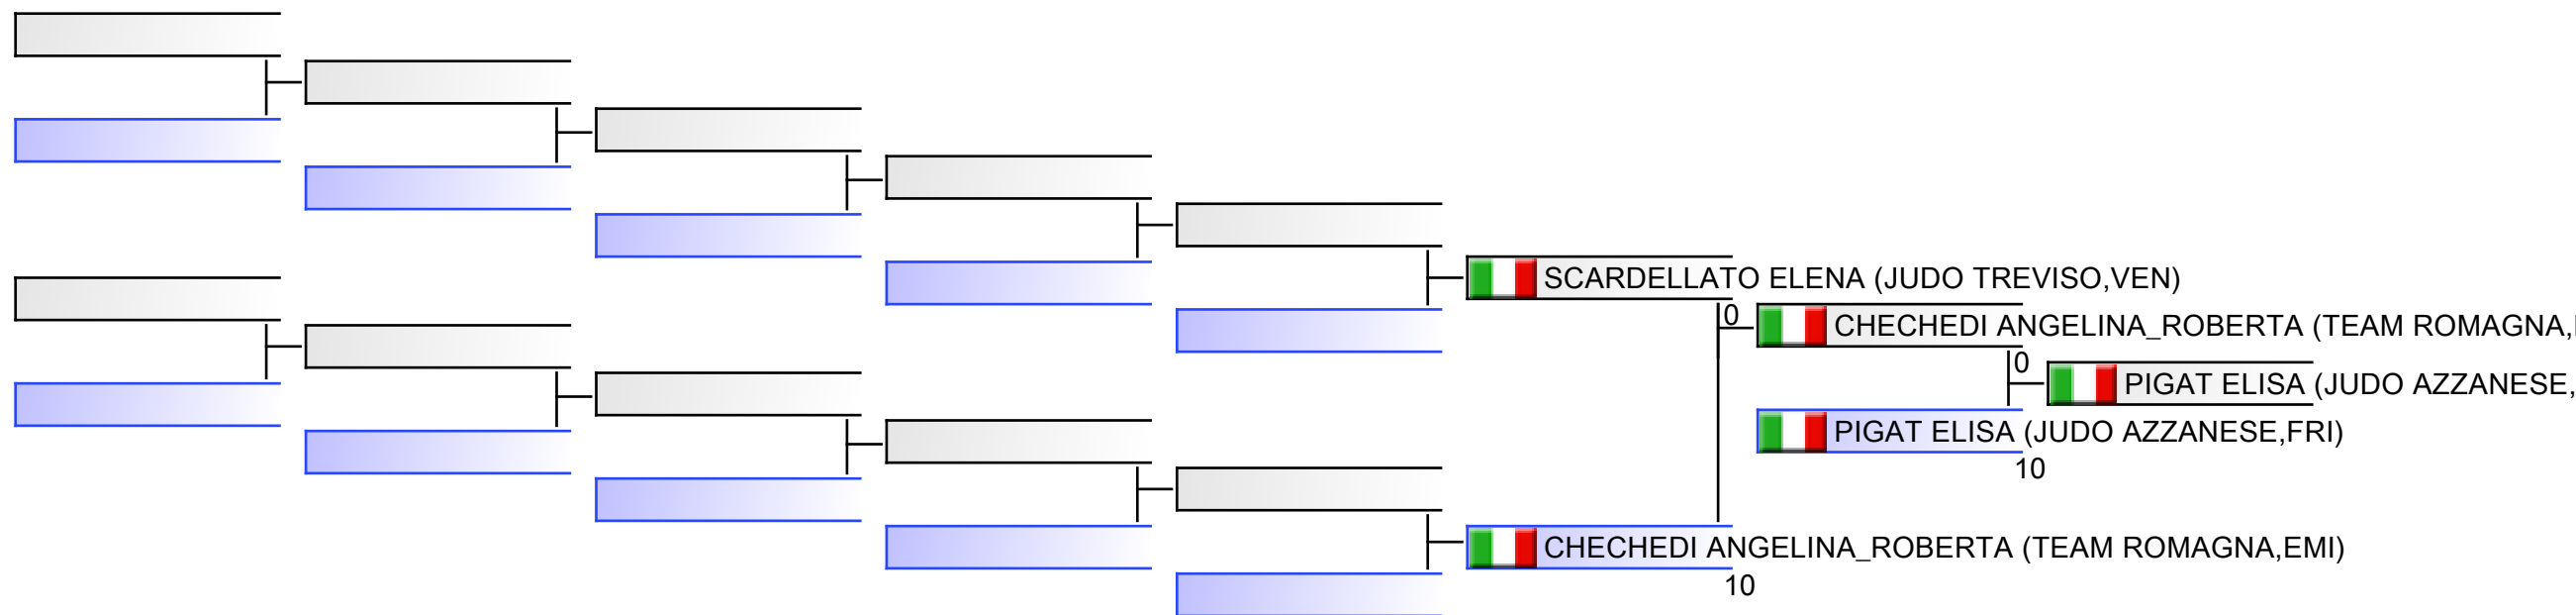 SCARDELLATO ELENA (JUDO TREVISO,VEN)
0
CHECHEDI ANGELINA_ROBERTA (TEAM ROMAGNA,
0
PIGAT ELISA (JUDO AZZANESE,
PIGAT ELISA (JUDO AZZANESE,FRI)
10
CHECHEDI ANGELINA_ROBERTA (TEAM ROMAGNA,EMI)
10